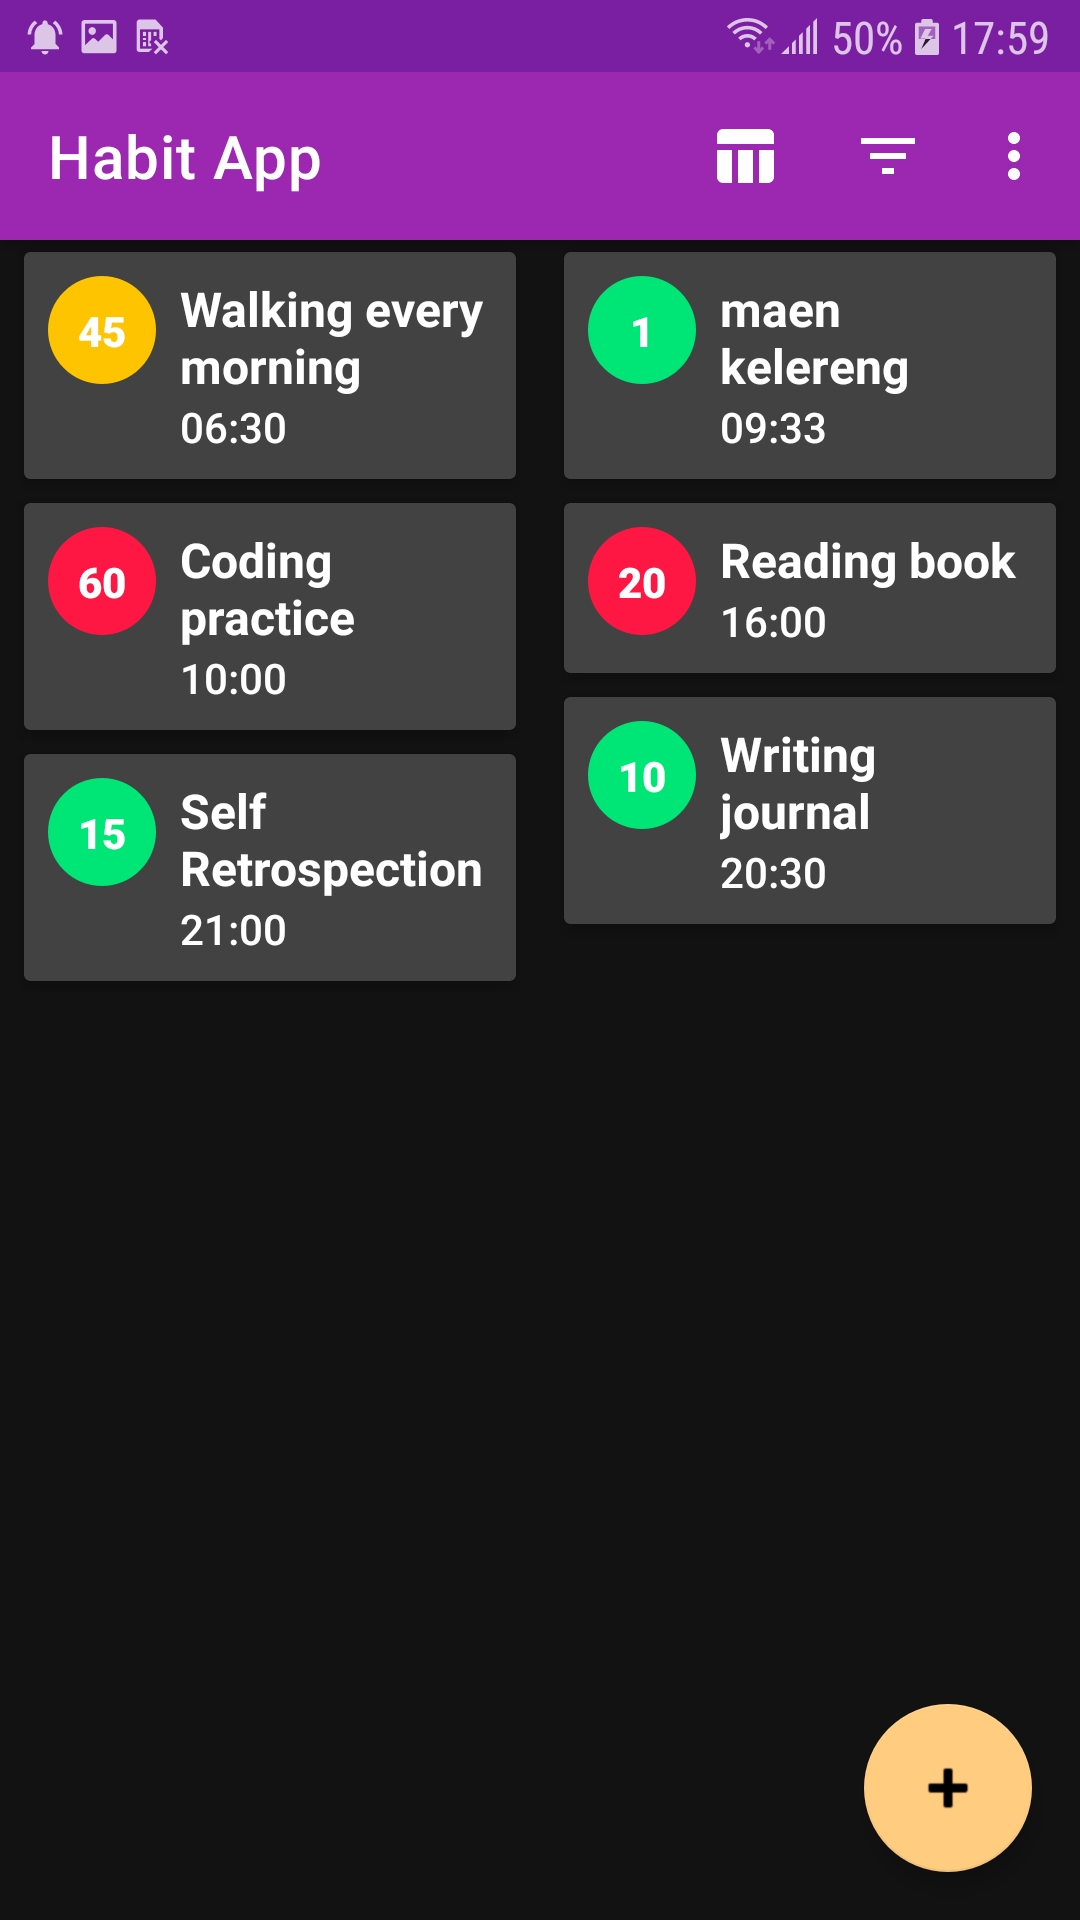 50% 17:59
Habit App
45
Walking every
morning
06:30
1
maen
kelereng
09:33
60
Coding
practice
10:00
20
Reading book
16:00
15
Self
Retrospection
21:00
10
Writing
journal
20:30